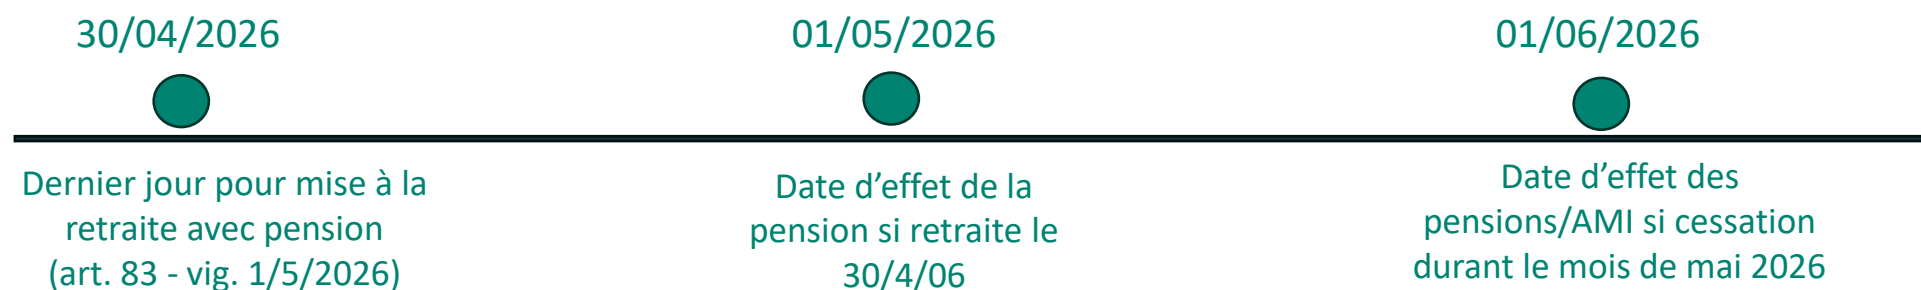 30/04/2026
Dernier jour pour mise à la
retraite avec pension
(art. 83 - vig. 1/5/2026)
01/05/2026
Date d’effet de la
pension si retraite le
30/4/06
01/06/2026
Date d’effet des
pensions/AMI si cessation
durant le mois de mai 2026